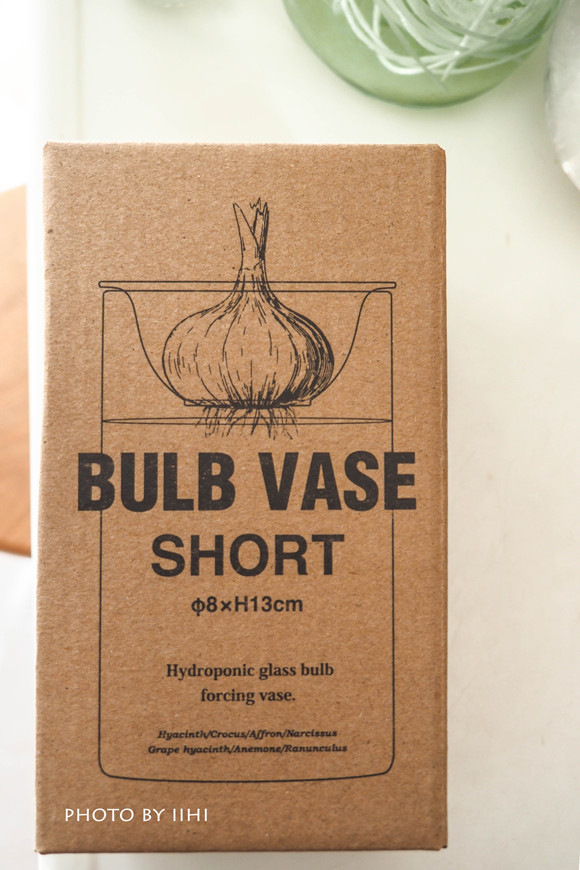 BULB VASE
SHORT
φ8×H13cm
Hydroponic glass bulb
forcing vase.
Hyacinth/Crocus/Affron/Narcissus
Grape hyacinth/Anemone/Ranunculus
PHOTO BY IIHI